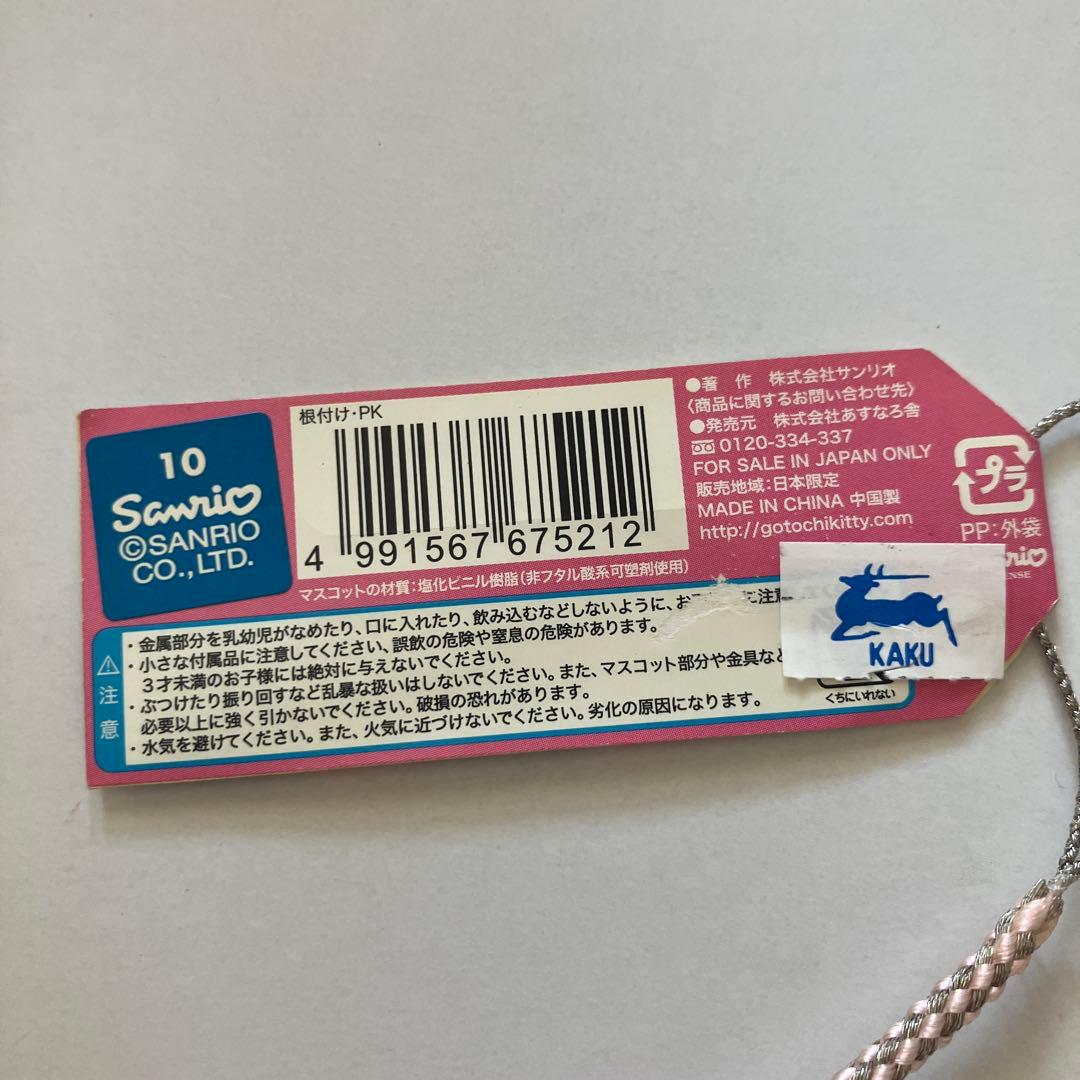 10
Sanrio
©SANRIO
CO., LTD.
根付け・PK
4 991567 675212
マスコットの材質:塩化ビニル樹脂(非フタル酸系可塑剤使用)
●著 作 株式会社サンリオ
〈商品に関するお問い合わせ先〉
●発売元 株式会社あすなろ舎
0120-334-337
FOR SALE IN JAPAN ONLY
販売地域:日本限定
MADE IN CHINA 中国製
http://gotochikitty.com
プラ
PP:外袋
KAKU
注意
・金属部分を乳幼児がなめたり、口に入れたり、飲み込むなどしないように、お
に注意
・小さな付属品に注意してください、誤飲の危険や窒息の危険があります。
3才未満のお子様には絶対に与えないでください。
・ぶつけたり振り回すなど乱暴な扱いはしないでください。また、マスコット部分や金具など
必要以上に強く引かないでください。破損の恐れがあります。
・水気を避けてください。また、火気に近づけないでください。劣化の原因になります。
くちにいれない